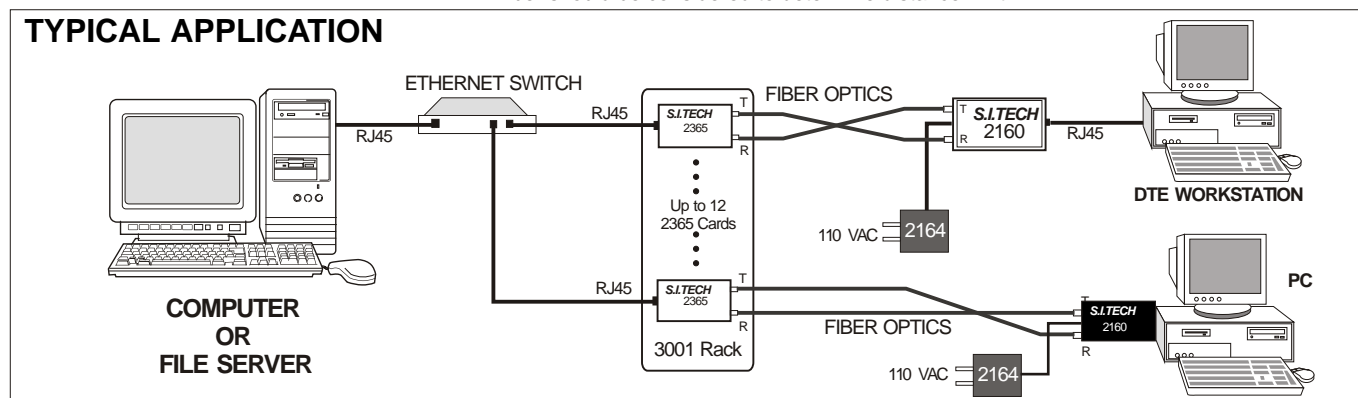 TYPICAL APPLICATION
ETHERNET SWITCH
RJ45
RJ45
COMPUTER
OR
FILE SERVER
RJ45
T
S.I.TECH
2365
R
Up to 12
2365 Cards
T
S.I.TECH
2365
R
3001 Rack
FIBER OPTICS
T
S.I.TECH
2160
R
RJ45
110 VAC
2164
DTE WORKSTATION
FIBER OPTICS
T
S.I.TECH
2160
R
110 VAC
2164
PC